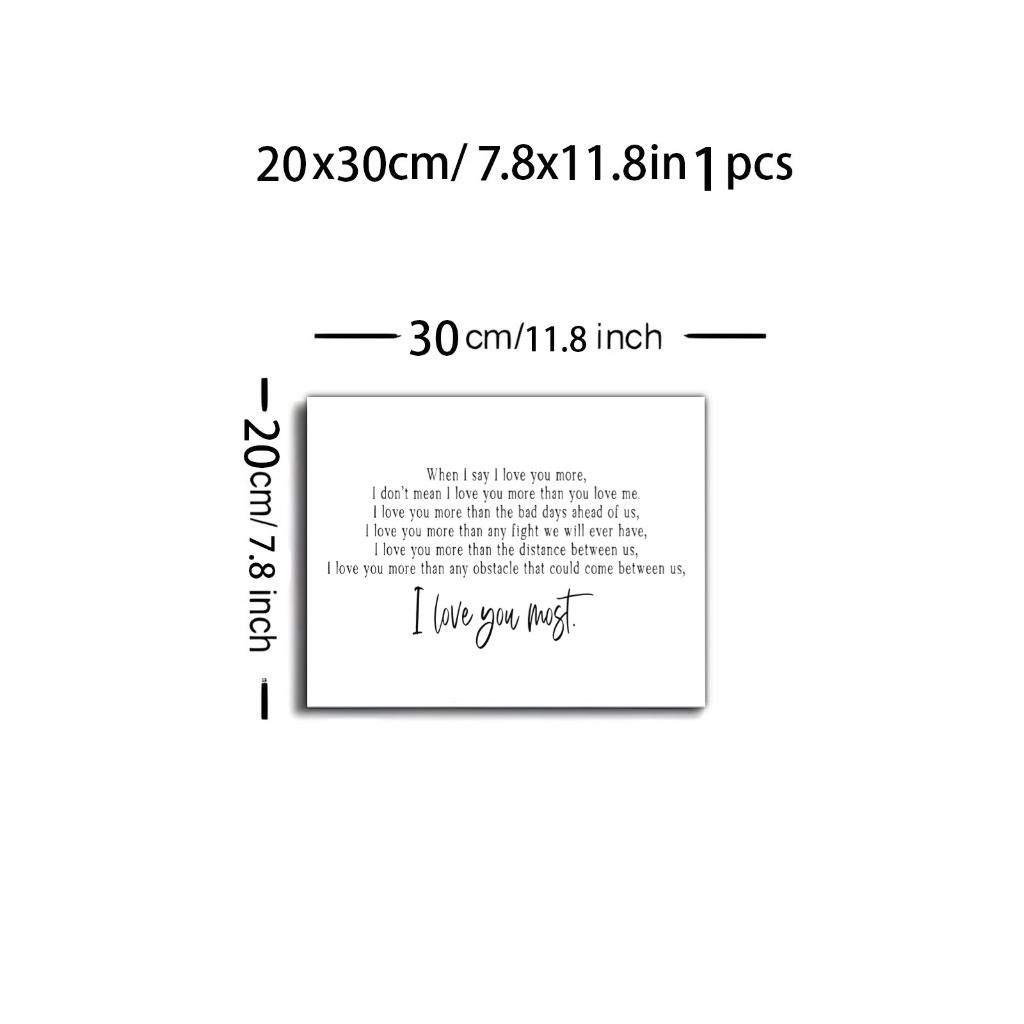 20x30cm/ 7.8x11.8in 1 pcs
30 cm/11.8 inch
20cm/ 7.8 inch
When I say I love you more,
I don't mean I love you more than you love me.
I love you more than the bad days ahead of us,
I love you more than any fight we will ever have,
I love you more than the distance between us,
I love you more than any obstacle that could come between us,
I love you most.